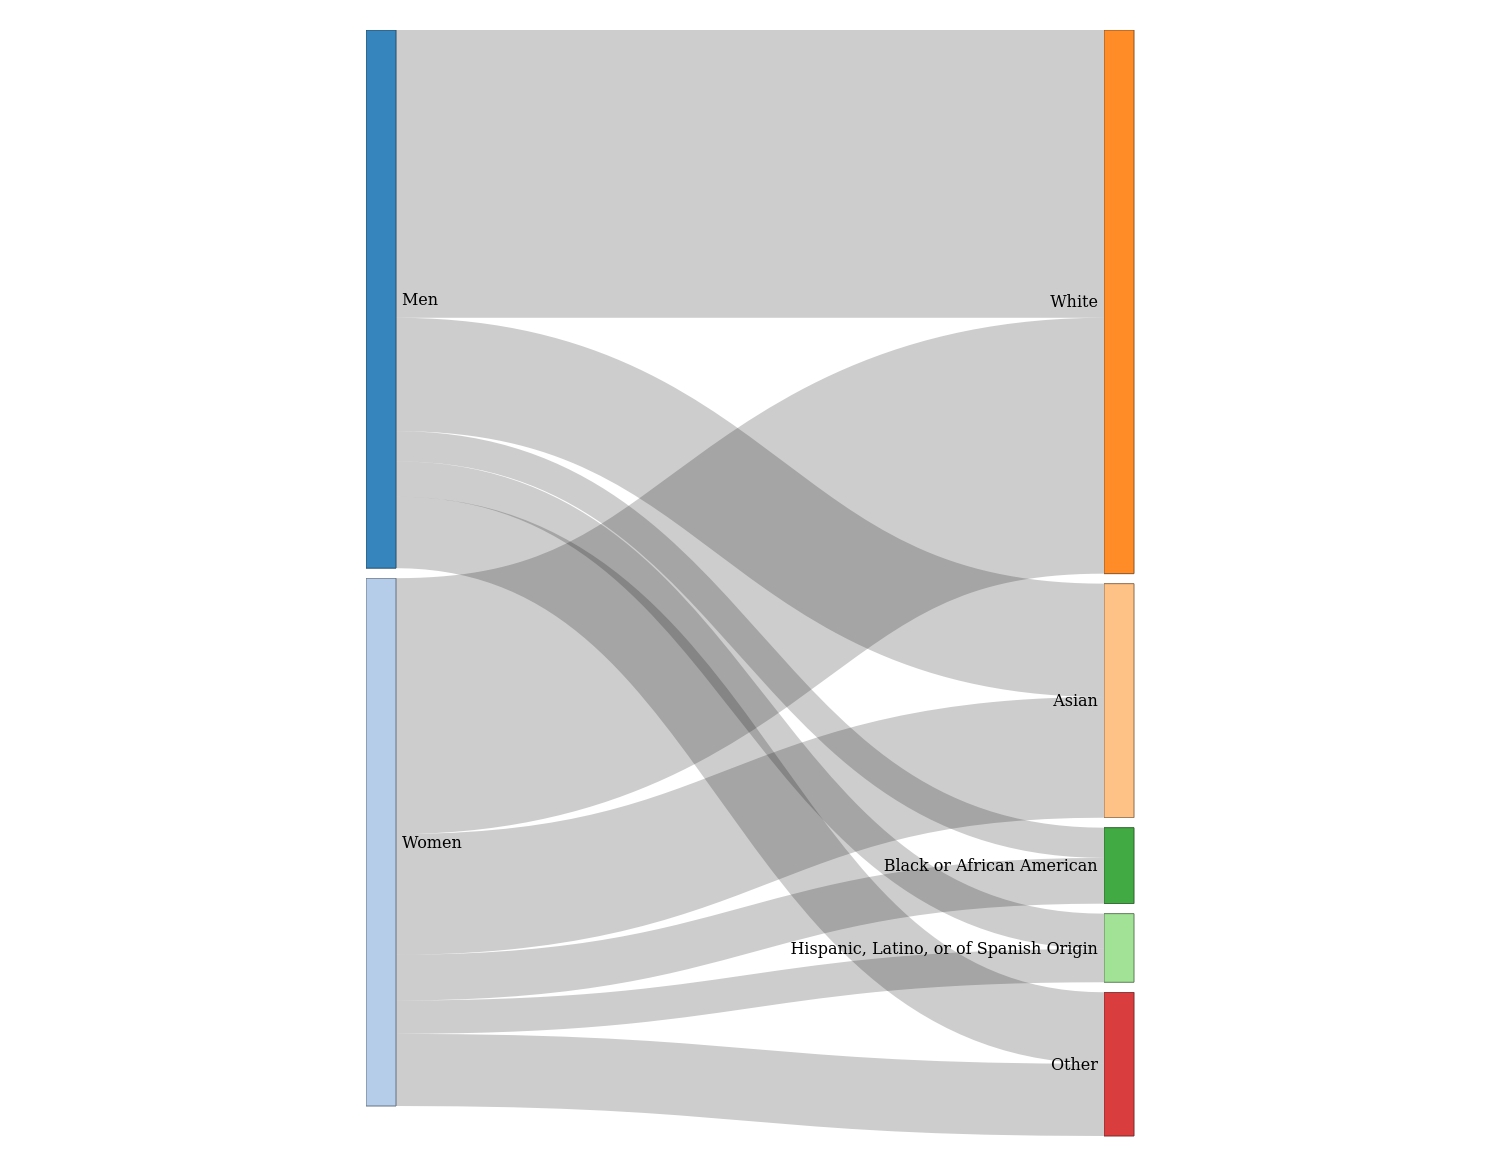 Men
White
Asian
Women
Black or African American
Hispanic, Latino, or of Spanish Origin
Other